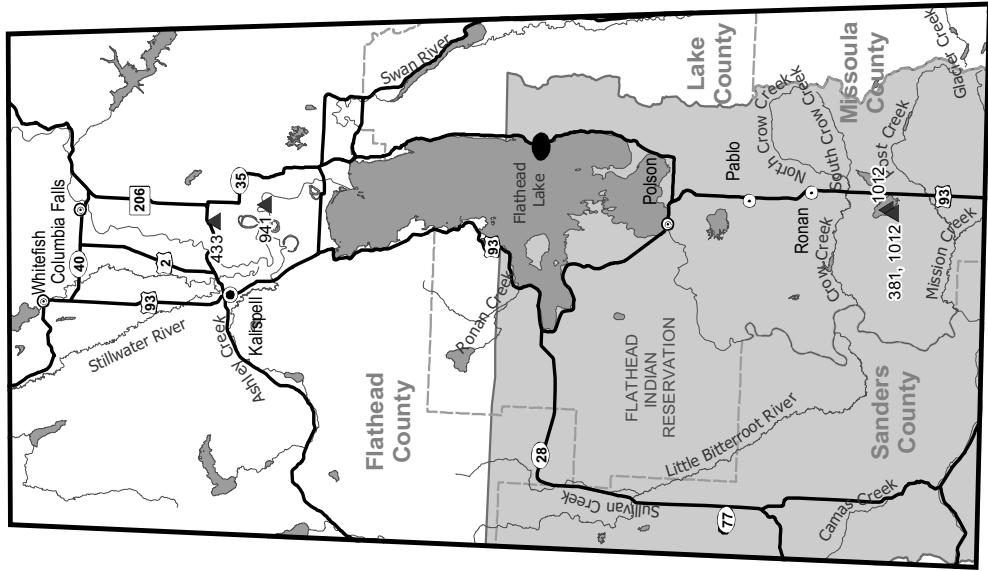 Whitefish
Columbia Falls
40
206
2
93
35
433
941
Kalispell
Stillwater River
Ashley Creek
Swan River
Flathead
County
Ronan Creek
93
Flathead
Lake
28
Polson
FLATHEAD
INDIAN
RESERVATION
Lake
County
Pablo
North Crow Creek
South Crow Creek
Ronan
Crow Creek
Missoula
County
Post Creek
1012
381, 1012
93
Mission Creek
Glacier Creek
Little Bitterroot River
Sullivan Creek
77
Camas Creek
Sanders
County